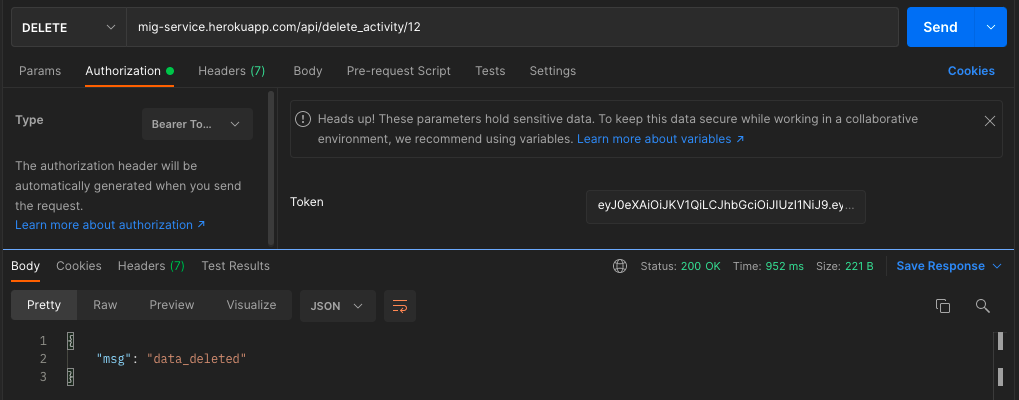 DELETE
mig-service.herokuapp.com/api/delete_activity/12
Send
Params Authorization Headers (7) Body Pre-request Script Tests Settings Cookies
Type
Bearer To...
The authorization header will be
automatically generated when you send
the request.
Learn more about authorization ↗
Heads up! These parameters hold sensitive data. To keep this data secure while working in a collaborative
environment, we recommend using variables. Learn more about variables ↗
Token
eyJ0eXAiOiJKV1QiLCJhbGciOiJIUzI1NiJ9.ey...
Body Cookies Headers (7) Test Results
Status: 200 OK Time: 952 ms Size: 221 B Save Response
Pretty Raw Preview Visualize JSON
1 {
2 "msg": "data_deleted"
3 }